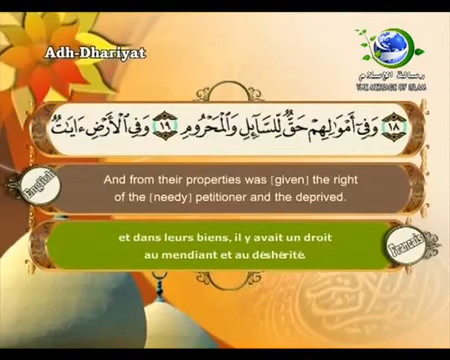 Adh-Dhariyat
رسالة الإسلام
THE MESSAGE OF ISLAM
١٨ وَفِىٓ أَمْوَٰلِهِمْ حَقٌّ لِّلسَّآئِلِ وَٱلْمَحْرُومِ ١٩ وَفِى ٱلْأَرْضِ ءَايَٰتٌ
English
And from their properties was [given] the right
of the [needy] petitioner and the deprived.
Francais
et dans leurs biens, il y avait un droit
au mendiant et au déshérité.